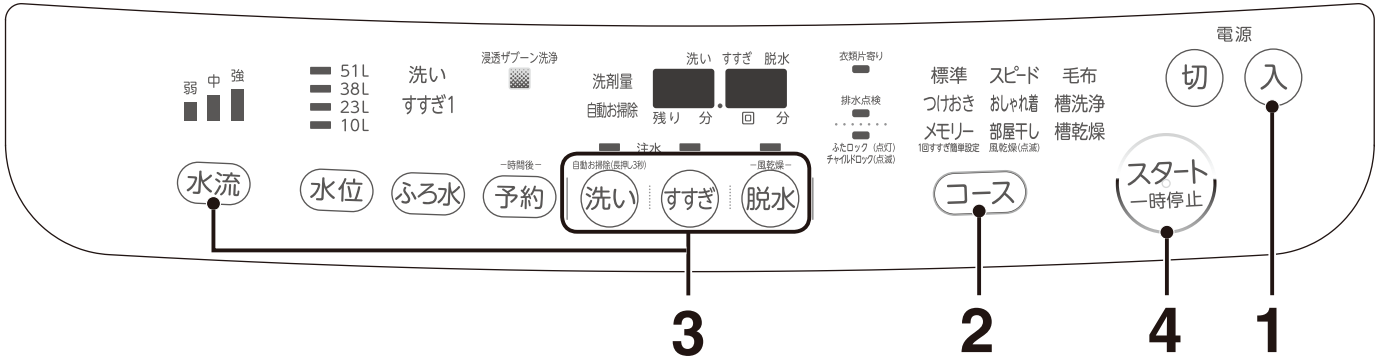 電源
切
入
浸透ザブーン洗浄
弱
中
強
51L
38L
23L
10L
洗い
すすぎ1
洗い すすぎ 脱水
洗剤量
自動お掃除
残り 分 回 分
注水
衣類片寄り
排水点検
ふたロック (点灯)
チャイルドロック(点滅)
標準 スピード 毛布
つけおき おしゃれ着 槽洗浄
メモリー 部屋干し 槽乾燥
1回すすぎ簡単設定 風乾燥(点滅)
水流
水位
ふろ水
－時間後－
予約
自動お掃除(長押し3秒)
洗い
すすぎ
－風乾燥－
脱水
コース
スタート
一時停止
3
2
4
1